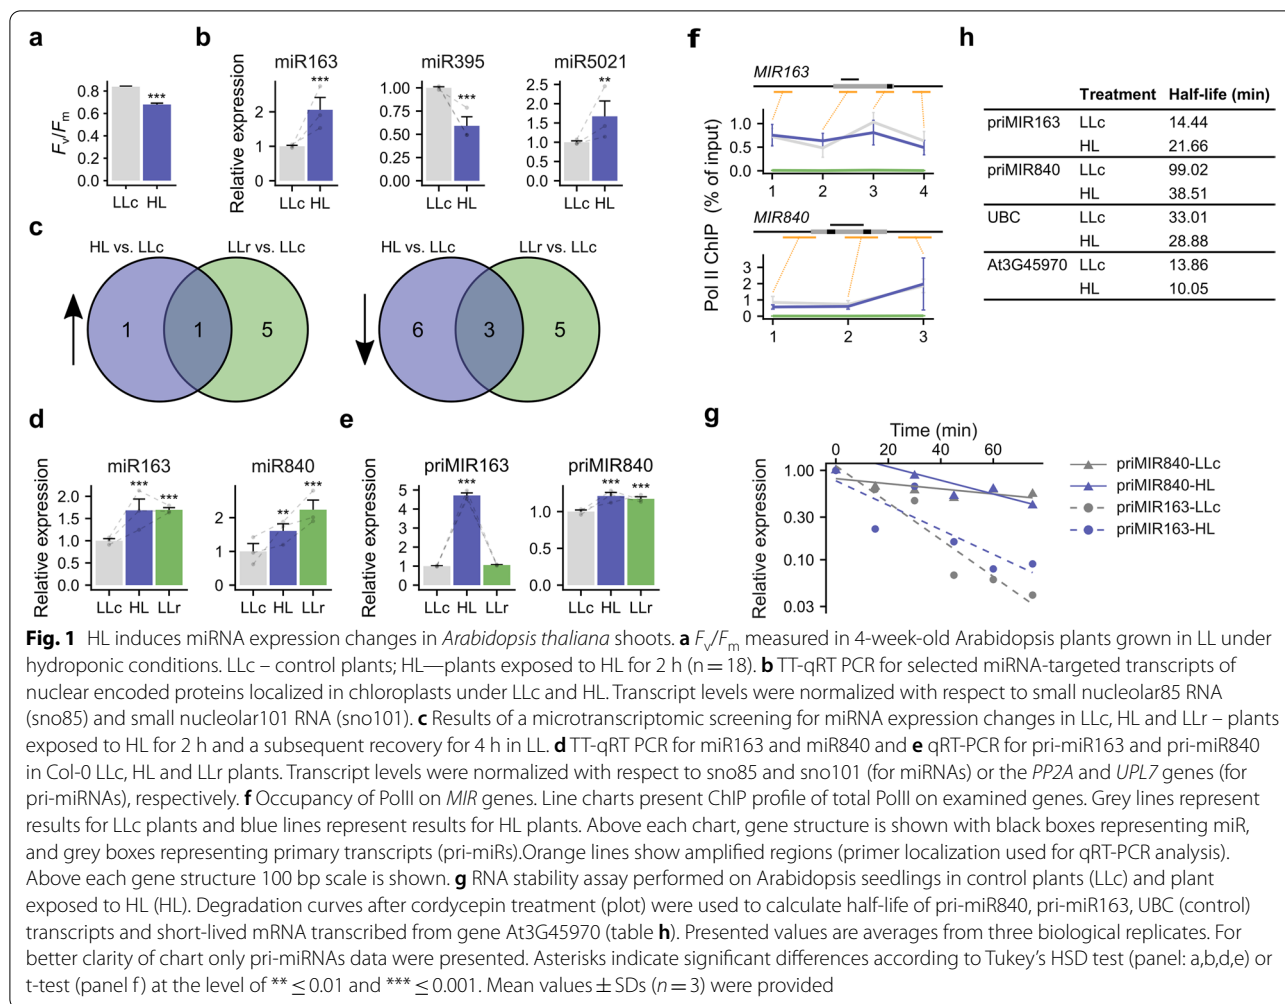 a
F_v/F_m
0.8
0.6
0.4
0.2
0.0
***
LLc HL
b
Relative expression
miR163
2
1
0
***
LLc HL
miR395
1.00
0.75
0.50
0.25
0.00
***
LLc HL
miR5021
2.5
2.0
1.5
1.0
0.5
0.0
**
LLc HL
c
HL vs. LLc
LLr vs. LLc
1
1
5
HL vs. LLc
LLr vs. LLc
6
3
5
d
Relative expression
miR163
2.0
1.5
1.0
0.5
0.0
***
***
LLc HL LLr
miR840
2
1
0
**
***
LLc HL LLr
e
Relative expression
priMIR163
5
4
3
2
1
0
***
LLc HL LLr
priMIR840
1.0
0.5
0.0
***
***
LLc HL LLr
f
Pol II ChIP (% of input)
MIR163
1.0
0.5
0.0
1 2 3 4
MIR840
3
2
1
0
1 2 3
g
Time (min)
0 20 40 60
Relative expression
1.00
0.30
0.10
0.03
priMIR840-LLc
priMIR840-HL
priMIR163-LLc
priMIR163-HL
h
Treatment Half-life (min)
priMIR163 LLc 14.44
HL 21.66
priMIR840 LLc 99.02
HL 38.51
UBC LLc 33.01
HL 28.88
At3G45970 LLc 13.86
HL 10.05
Fig. 1 HL induces miRNA expression changes in Arabidopsis thaliana shoots. a F_v/F_m measured in 4-week-old Arabidopsis plants grown in LL under
hydroponic conditions. LLc – control plants; HL—plants exposed to HL for 2 h (n = 18). b TT-qRT PCR for selected miRNA-targeted transcripts of
nuclear encoded proteins localized in chloroplasts under LLc and HL. Transcript levels were normalized with respect to small nucleolar85 RNA
(sno85) and small nucleolar101 RNA (sno101). c Results of a microtranscriptomic screening for miRNA expression changes in LLc, HL and LLr – plants
exposed to HL for 2 h and a subsequent recovery for 4 h in LL. d TT-qRT PCR for miR163 and miR840 and e qRT-PCR for pri-miR163 and pri-miR840
in Col-0 LLc, HL and LLr plants. Transcript levels were normalized with respect to sno85 and sno101 (for miRNAs) or the PP2A and UPL7 genes (for
pri-miRNAs), respectively. f Occupancy of PolII on MIR genes. Line charts present ChIP profile of total PolII on examined genes. Grey lines represent
results for LLc plants and blue lines represent results for HL plants. Above each chart, gene structure is shown with black boxes representing miR,
and grey boxes representing primary transcripts (pri-miRs).Orange lines show amplified regions (primer localization used for qRT-PCR analysis).
Above each gene structure 100 bp scale is shown. g RNA stability assay performed on Arabidopsis seedlings in control plants (LLc) and plant
exposed to HL (HL). Degradation curves after cordycepin treatment (plot) were used to calculate half-life of pri-miR840, pri-miR163, UBC (control)
transcripts and short-lived mRNA transcribed from gene At3G45970 (table h). Presented values are averages from three biological replicates. For
better clarity of chart only pri-miRNAs data were presented. Asterisks indicate significant differences according to Tukey's HSD test (panel: a,b,d,e) or
t-test (panel f) at the level of ** ≤ 0.01 and *** ≤ 0.001. Mean values ± SDs (n = 3) were provided